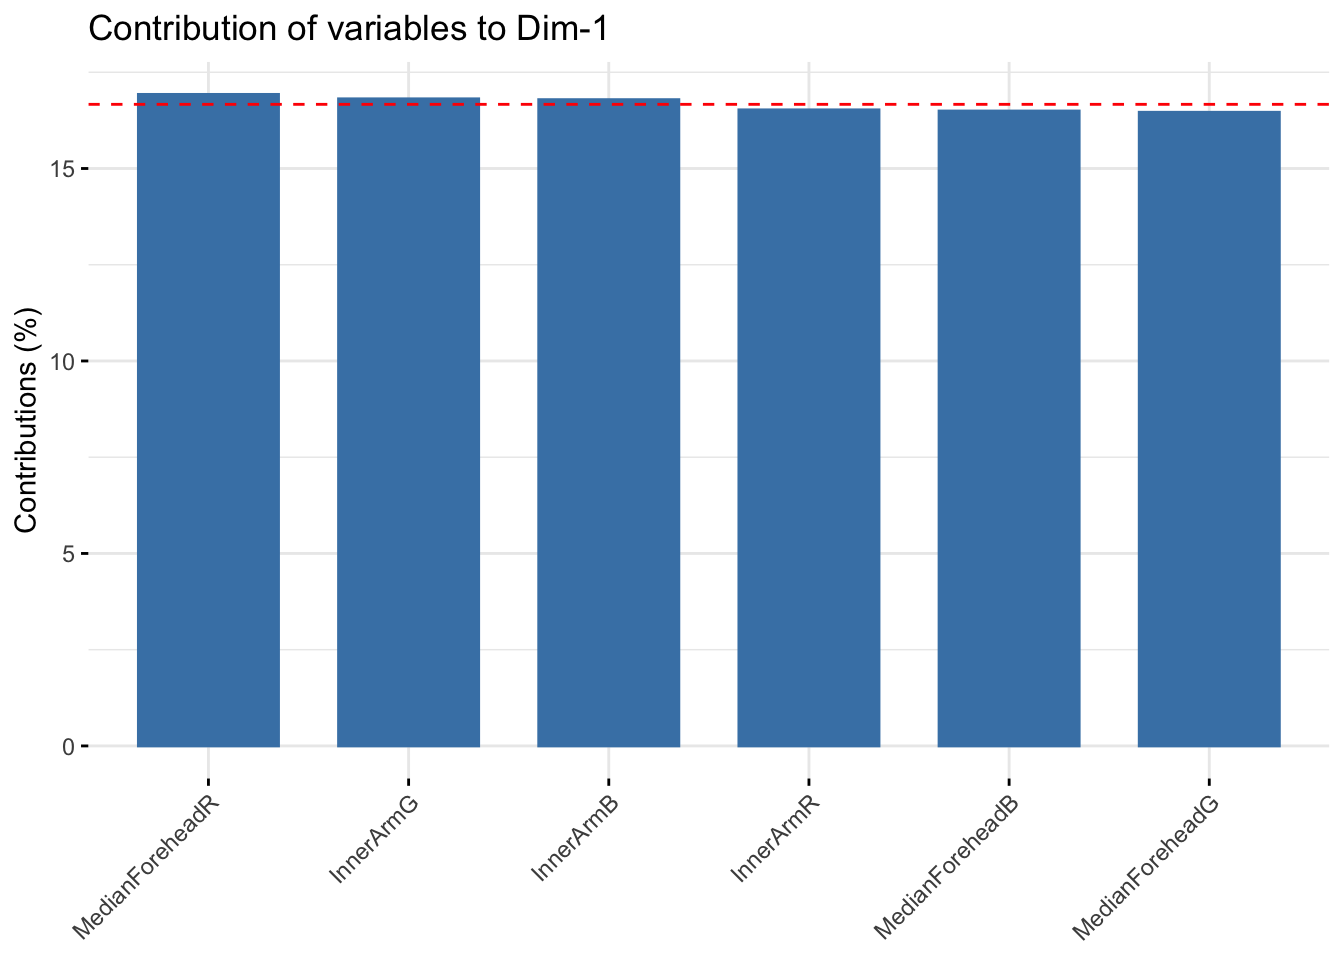 Contribution of variables to Dim-1
Contributions (%)
15
10
5
0
MedianForeheadR
InnerArmG
InnerArmB
InnerArmR
MedianForeheadB
MedianForeheadG